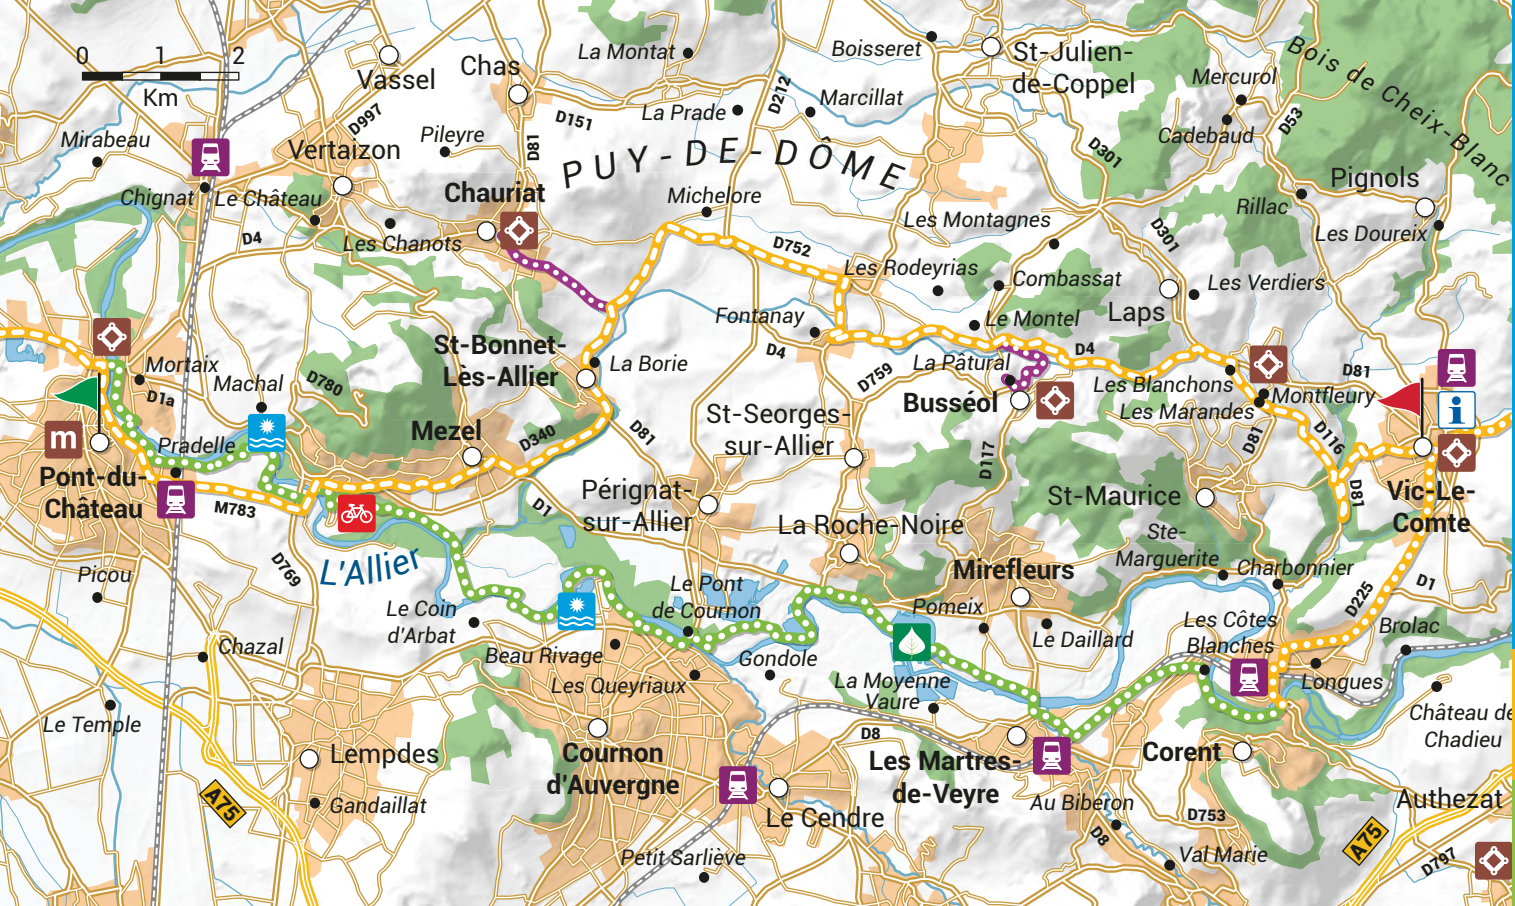 0 1 2
Km
Vassel
Chas
La Montat
Boisseret
St-Julien-
de-Coppel
Bois de Cheix-Blanc
Mercurol
D212
Marcillat
La Prade
D151
D997
D81
D53
Mirabeau
Pileyre
Cadebaud
Vertaizon
PUY-DE-DÔME
D301
Pignols
Chignat
Le Château
Chauriat
Michelore
Rillac
Les Montagnes
Les Doureix
D4
Les Chanots
D752
D301
Les Rodeyrias
Combassat
Les Verdiers
Laps
Fontanay
Le Montel
St-Bonnet-
Lès-Allier
La Borie
D4
La Pâtural
D4
Mortaix
Machal
D780
D759
Les Blanchons
D81
Montfleury
D1a
Busséol
Les Marandes
i
St-Seorges-
sur-Allier
m
Pradelle
Mezel
D340
D81
D117
D81
D116
Pont-du-
Château
M783
Pérignat-
sur-Allier
D1
St-Maurice
D81
Vic-Le-
Comte
La Roche-Noire
Ste-
Marguerite
D769
L'Allier
Mirefleurs
Charbonnier
Picou
Le Pont
de Cournon
D225
D1
Le Coin
d'Arbat
Pomeix
Les Côtes
Blanches
Le Daillard
Brolac
Chazal
Beau Rivage
Gondole
Les Queyriaux
La Moyenne
Vaure
Longues
Le Temple
Château de
Chadieu
Lempdes
Cournon
d'Auvergne
D8
Les Martres-
de-Veyre
Corent
A75
Gandaillat
Le Cendre
Au Biberon
D753
Authezat
D8
A75
Petit Sarliève
Val Marie
D797